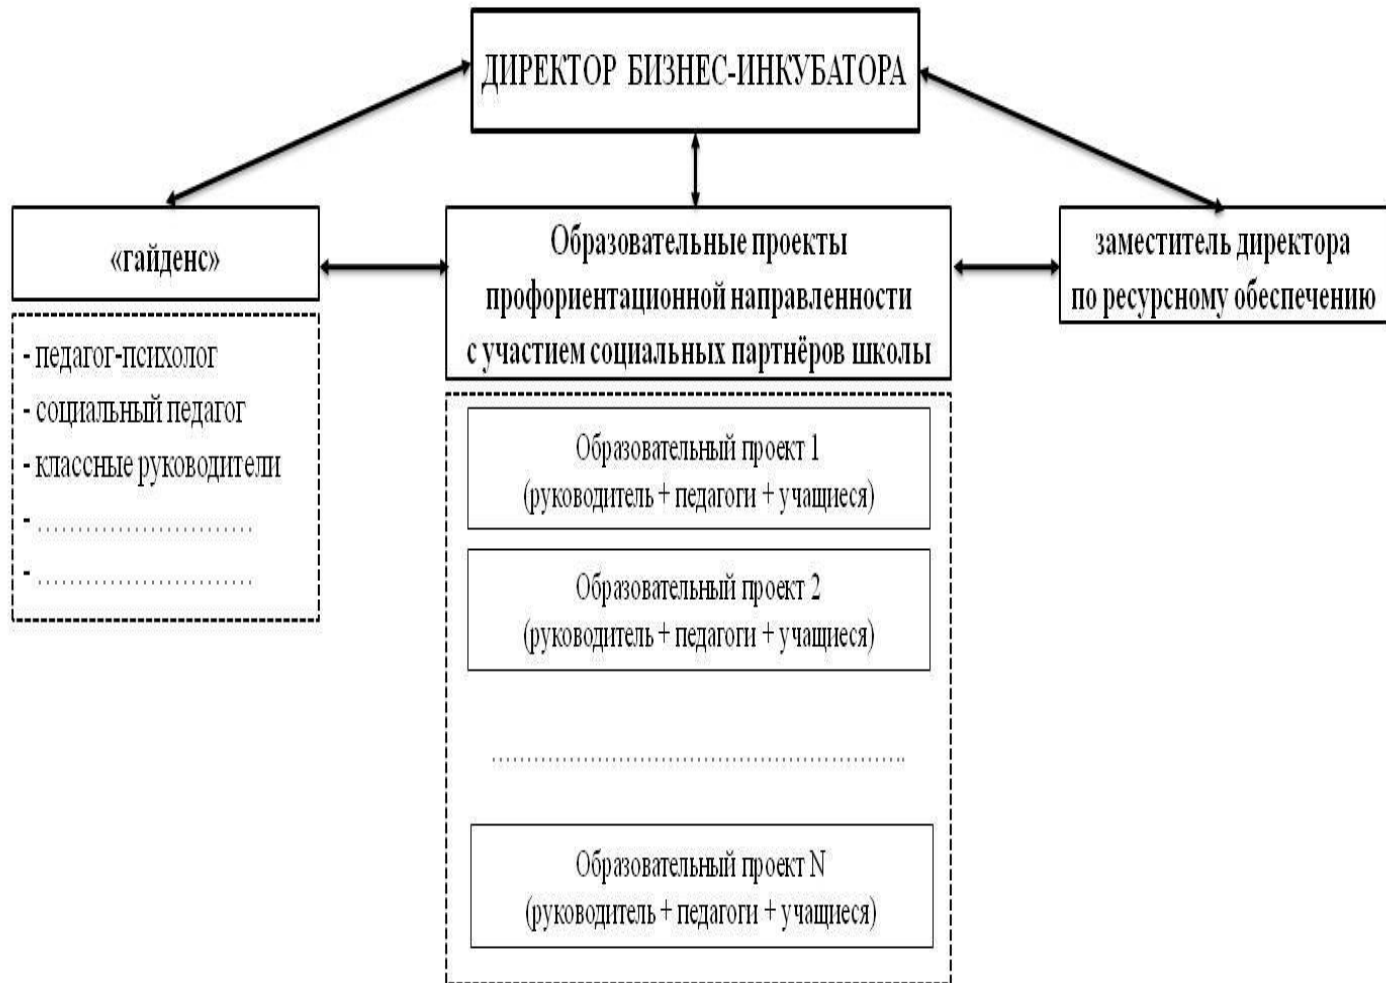 ДИРЕКТОР БИЗНЕС-ИНКУБАТОРА
«гайденс»
- педагог-психолог
- социальный педагог
- классные руководители
- ...........................
- ...........................
Образовательные проекты
профориентационной направленности
с участием социальных партнёров школы
Образовательный проект 1
(руководитель + педагоги + учащиеся)
Образовательный проект 2
(руководитель + педагоги + учащиеся)
...........................................................
Образовательный проект N
(руководитель + педагоги + учащиеся)
заместитель директора
по ресурсному обеспечению